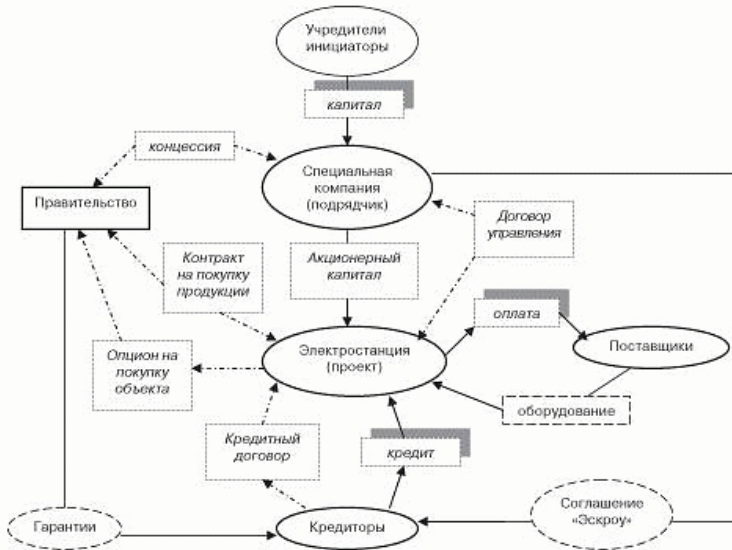 Учредители
инициаторы
капитал
концессия
Специальная
компания
(подрядчик)
Правительство
Договор
управления
Контракт
на покупку
продукции
Акционерный
капитал
оплата
Электростанция
(проект)
Поставщики
Опцион на
покупку
объекта
оборудование
Кредитный
договор
кредит
Соглашение
«Эскроу»
Гарантии
Кредиторы